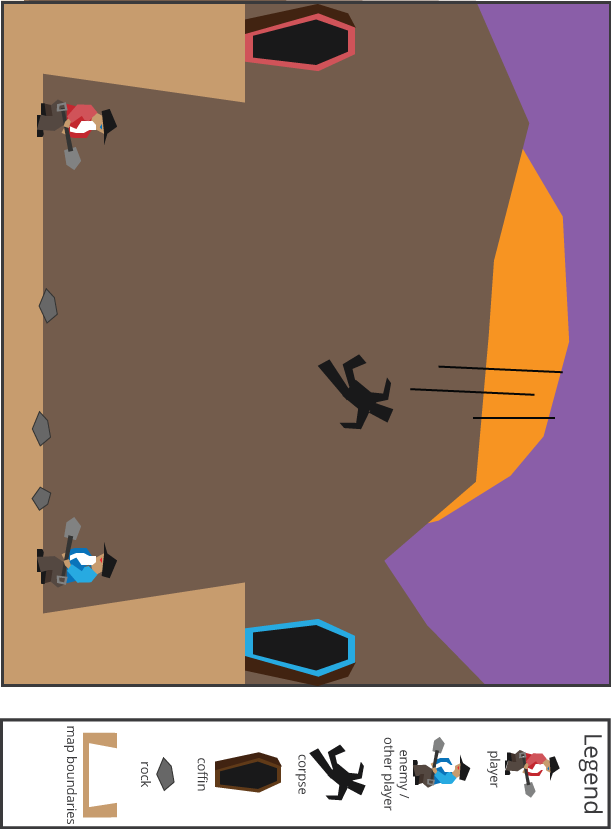 Legend
player
enemy /
other player
corpse
coffin
rock
map boundaries